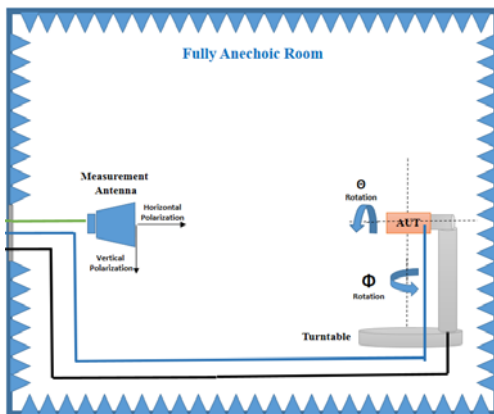 Fully Anechoic Room
Measurement
Antenna
Horizontal
Polarization
Vertical
Polarization
Θ
Rotation
AUT
Φ
Rotation
Turntable